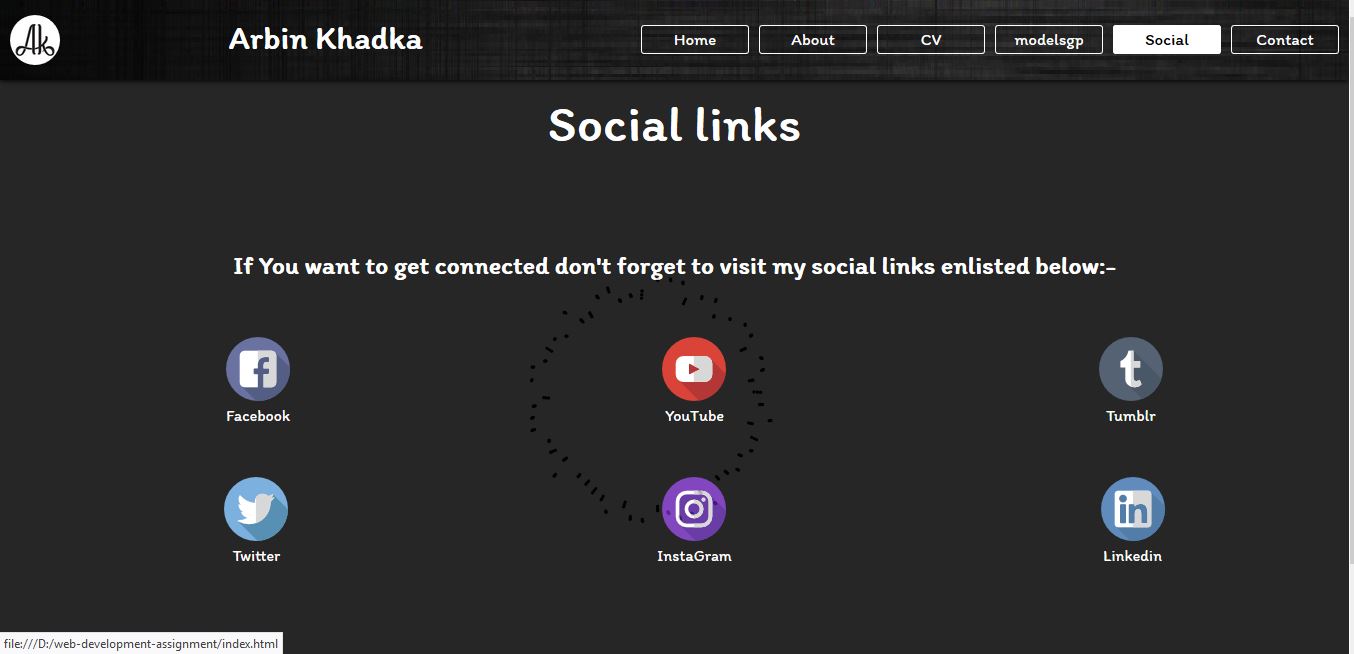 Ak
Arbin Khadka
Home
About
CV
modelsgp
Social
Contact
Social links
If You want to get connected don't forget to visit my social links enlisted below:-
Facebook
YouTube
Tumblr
Twitter
InstaGram
Linkedin
file:///D:/web-development-assignment/index.html